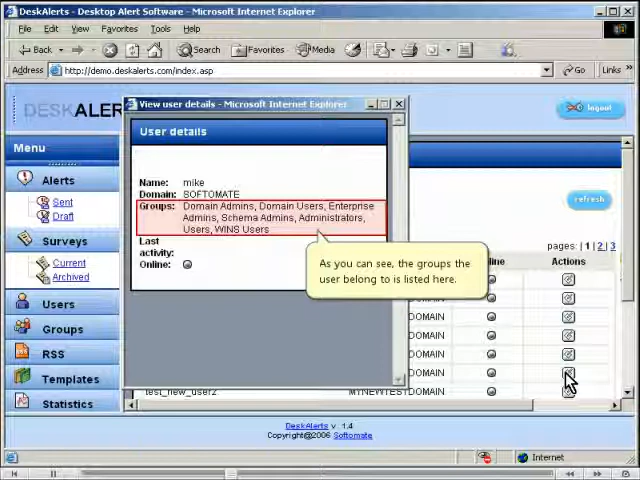 DeskAlerts - Desktop Alert Software - Microsoft Internet Explorer
File Edit View Favorites Tools Help
Back Search Favorites Media
Address http://demo.deskalerts.com/index.asp Go Links »
DESKALER
logout
View user details - Microsoft Internet Explorer
User details
Menu
Alerts
Sent
Draft
Surveys
Current
Archived
Users
Groups
RSS
Templates
Statistics
Name: mike
Domain: SOFTOMATE
Groups: Domain Admins, Domain Users, Enterprise
Admins, Schema Admins, Administrators,
Users, WINS Users
Last
activity:
Online:
As you can see, the groups the
user belong to is listed here.
refresh
pages: | 1 | 2 | 3
line Actions
DOMAIN
DOMAIN
DOMAIN
DOMAIN
test_new_user2 MYNEWTESTDOMAIN
DeskAlerts v. 1.4
Copyright@2006 Softomate
Internet